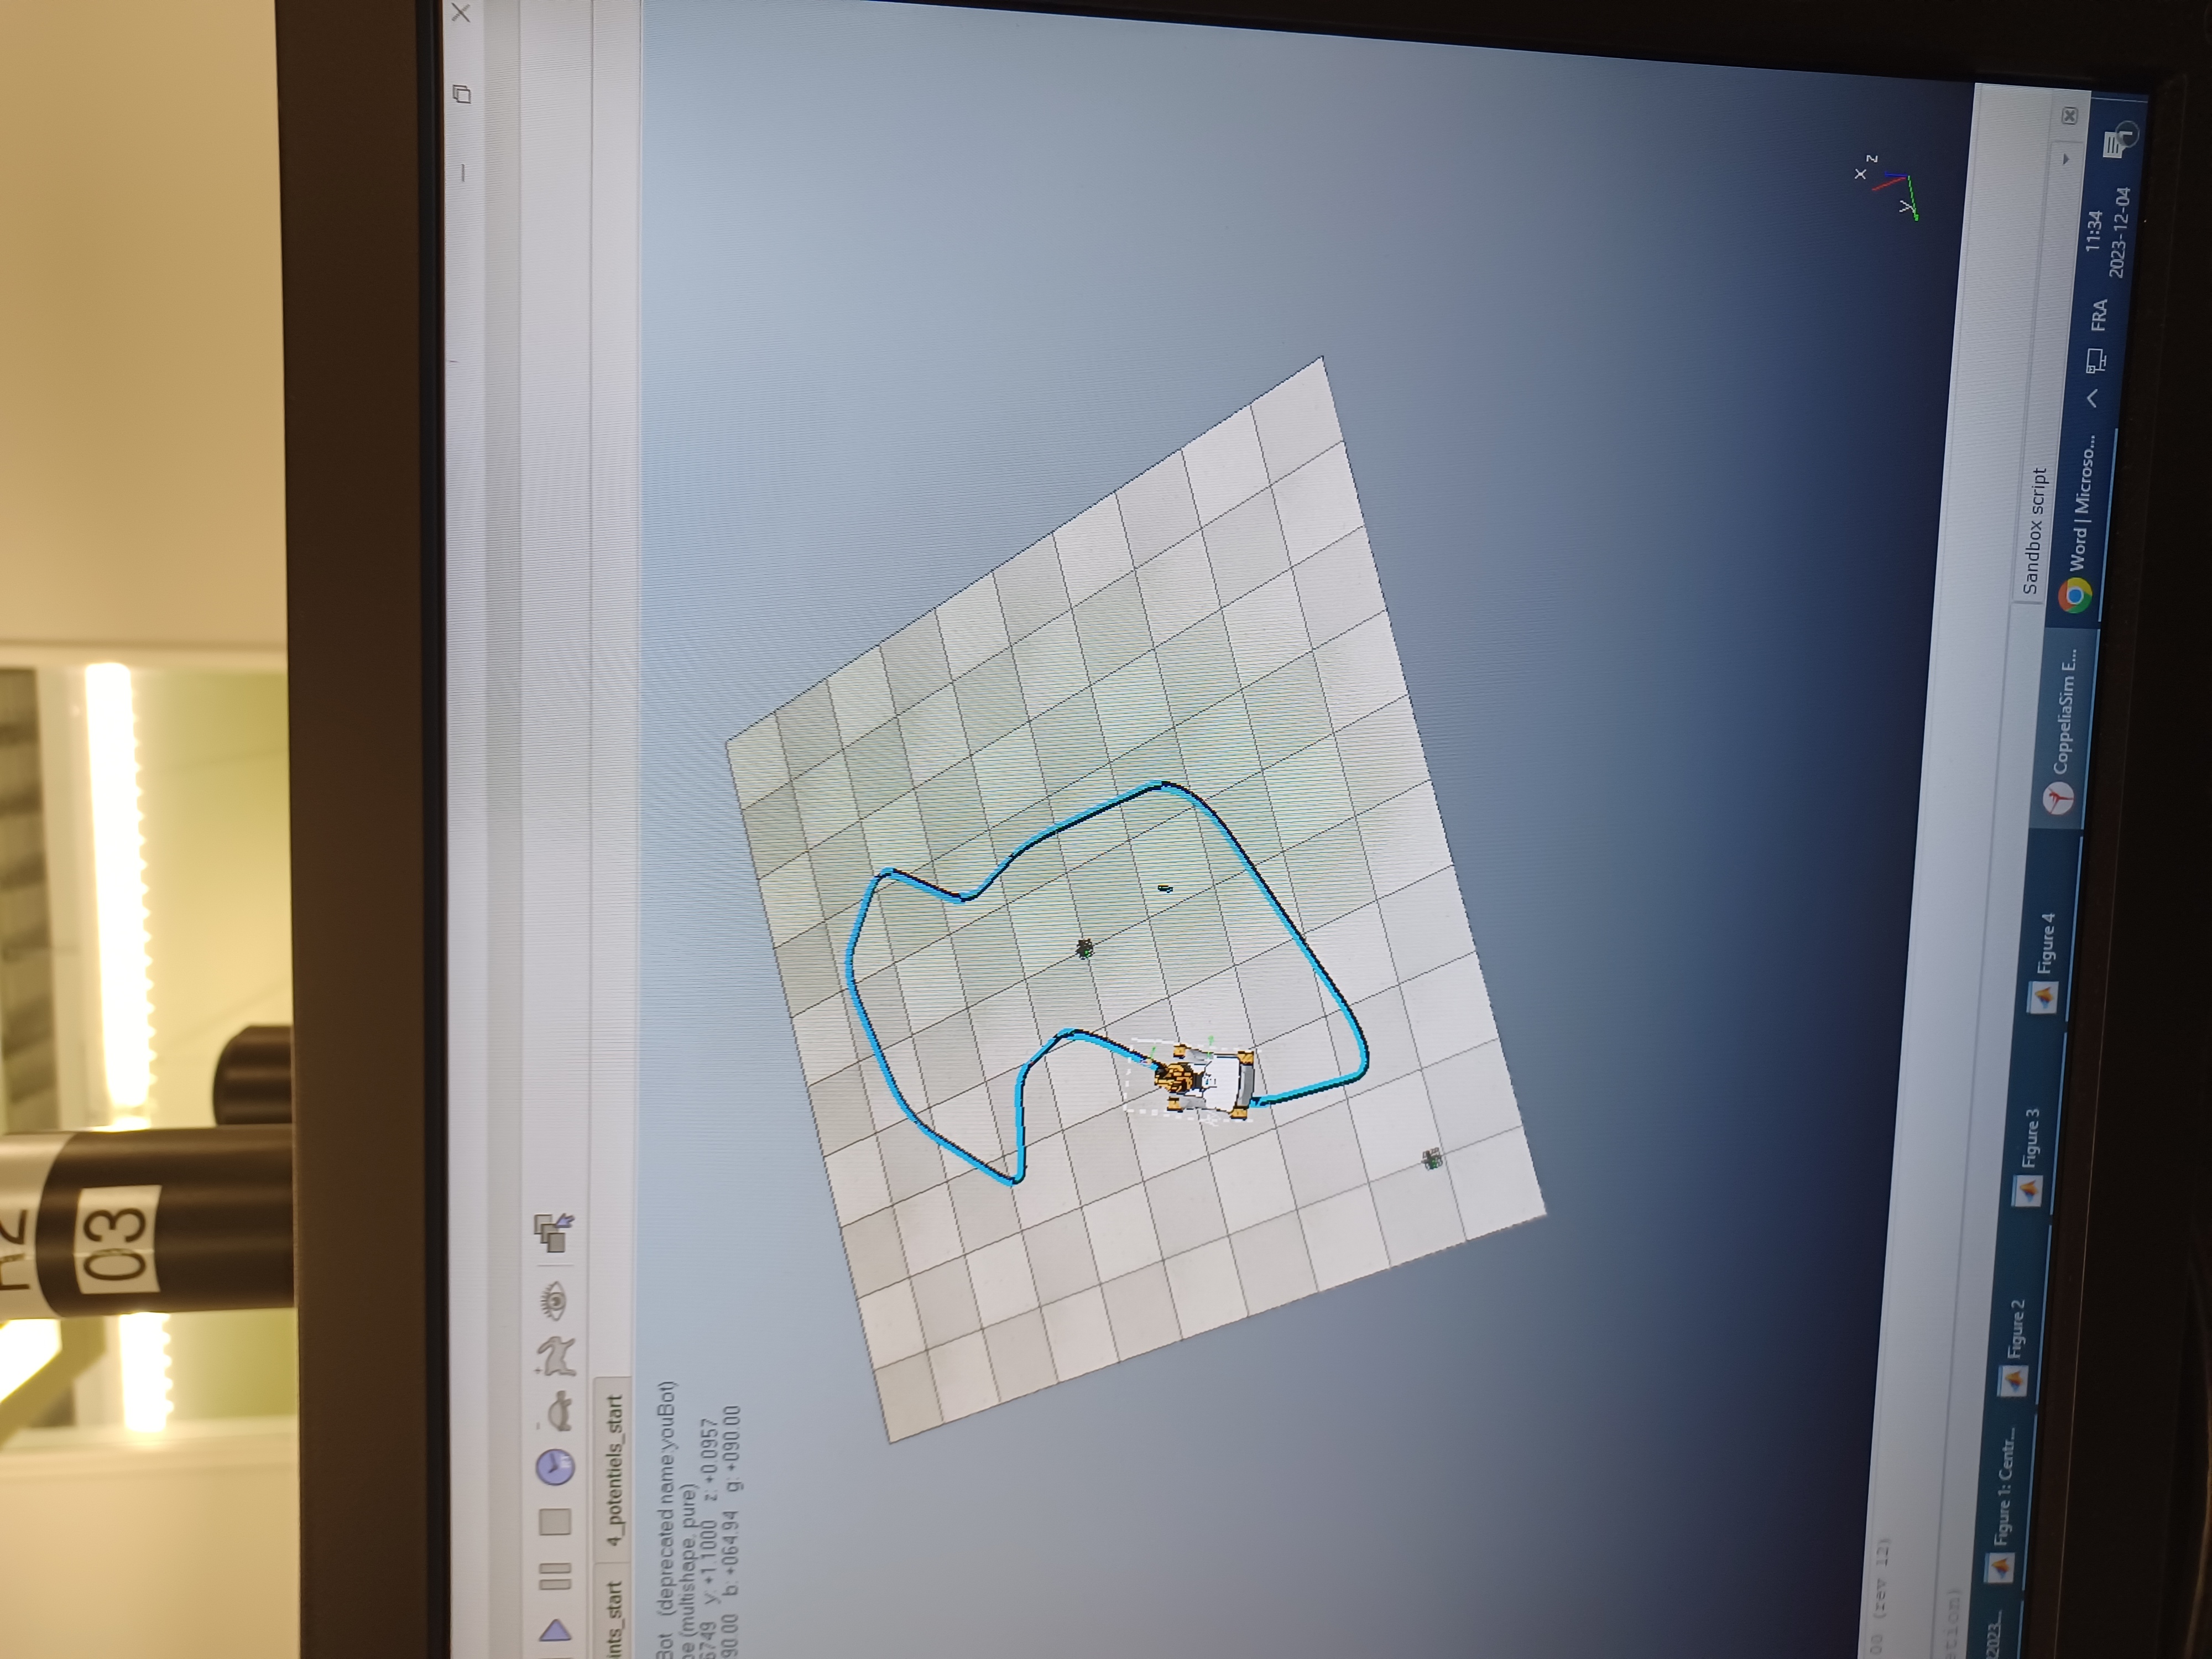 03
ints_start
4_potentiels_start
Bot (deprecated name:youBot)
pe (multishape, pure)
6749 y: +1.1000 z: +0.0957
90.00 b: +064.94 g: +090.00
x
z
y
00 (rev 12)
Sandbox script
2023...
Figure 1: Centr...
Figure 2
Figure 3
Figure 4
CoppeliaSim E...
Word | Microso...
FRA
11:34
2023-12-04
1